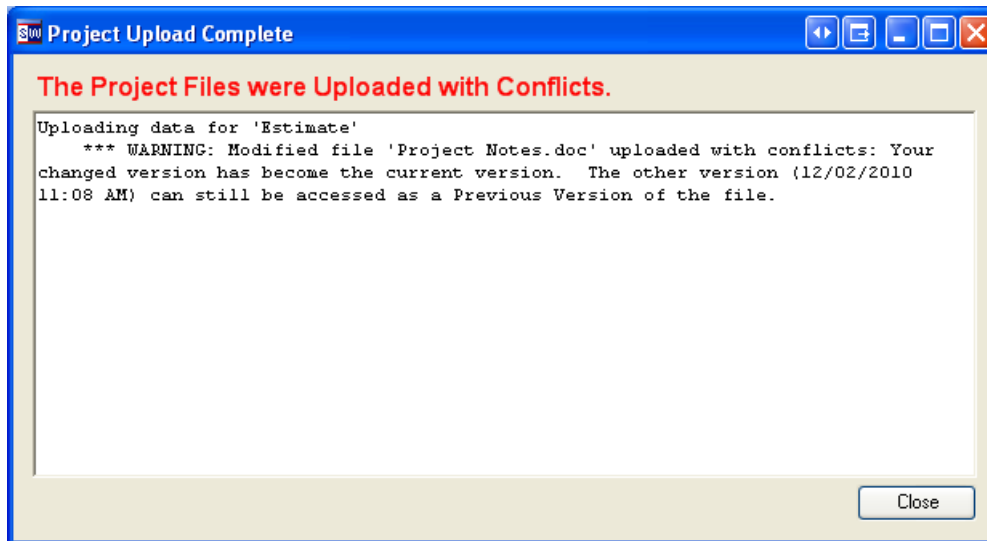 SW Project Upload Complete
The Project Files were Uploaded with Conflicts.
Uploading data for 'Estimate'
*** WARNING: Modified file 'Project Notes.doc' uploaded with conflicts: Your
changed version has become the current version.  The other version (12/02/2010
11:08 AM) can still be accessed as a Previous Version of the file.
Close